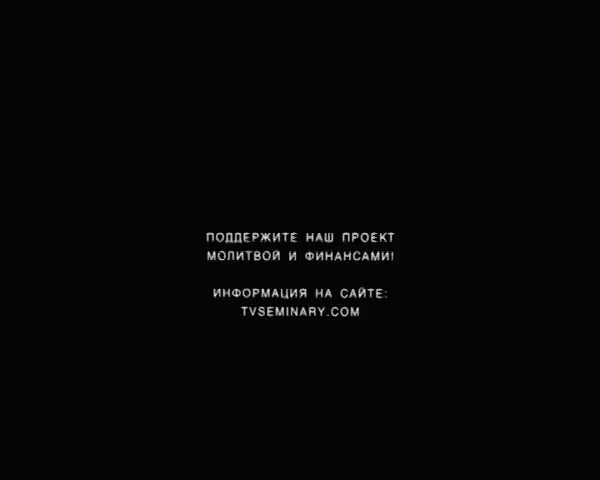 ПОДДЕРЖИТЕ НАШ ПРОЕКТ
МОЛИТВОЙ И ФИНАНСАМИ!
ИНФОРМАЦИЯ НА САЙТЕ:
TVSEMINARY.COM